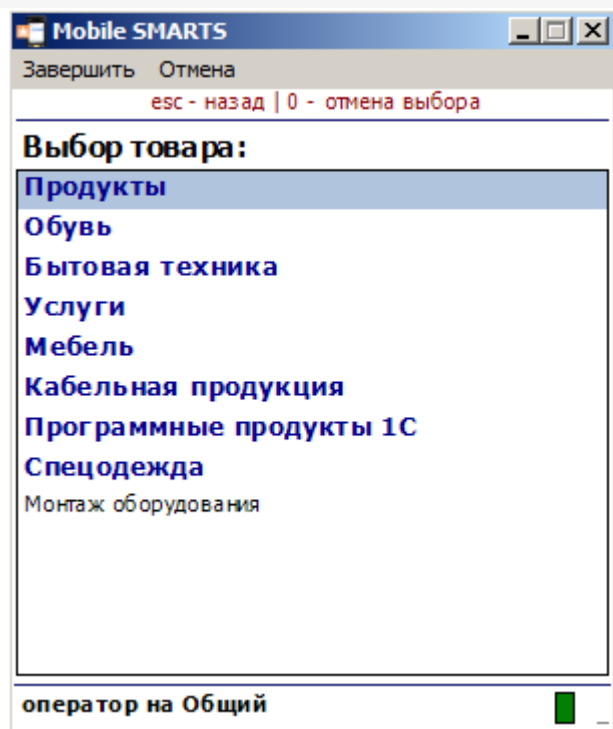 Mobile SMARTS
Завершить Отмена
esc - назад | 0 - отмена выбора
Выбор товара:
Продукты
Обувь
Бытовая техника
Услуги
Мебель
Кабельная продукция
Программные продукты 1С
Спецодежда
Монтаж оборудования
оператор на Общий